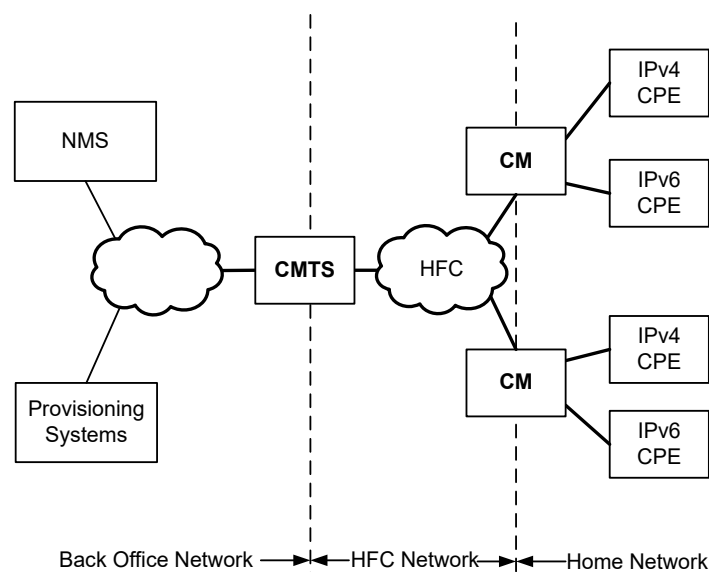 IPv4
CPE
NMS
CM
IPv6
CPE
CMTS
HFC
IPv4
CPE
CM
Provisioning
Systems
IPv6
CPE
Back Office Network
HFC Network
Home Network